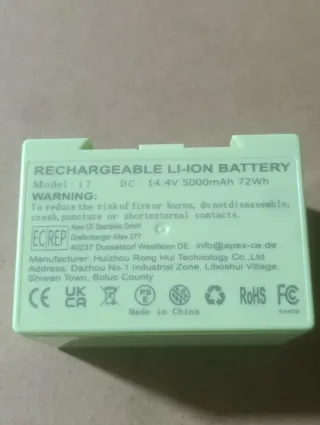 RECHARGEABLE LI-ION BATTERY
Model: i7 DC: 14.4V 5000mAh 72Wh
WARNING:
To reduce the risk of fire or burns, do not disassemble,
crash, puncture or short external contacts.
EC REP Apex CE Specialists GmbH
Grafenberger Allee 277
40237 Dusseldorf Westfalen DE info@apex-ce.de
Manufacturer: Huizhou Rong Hui Technology Co.,Ltd
Address: Dazhou No.1 Industrial Zone, Liboshui Village,
Shiwan Town, Boluo County
CE UK CA PS E RoHS FC
Made in China